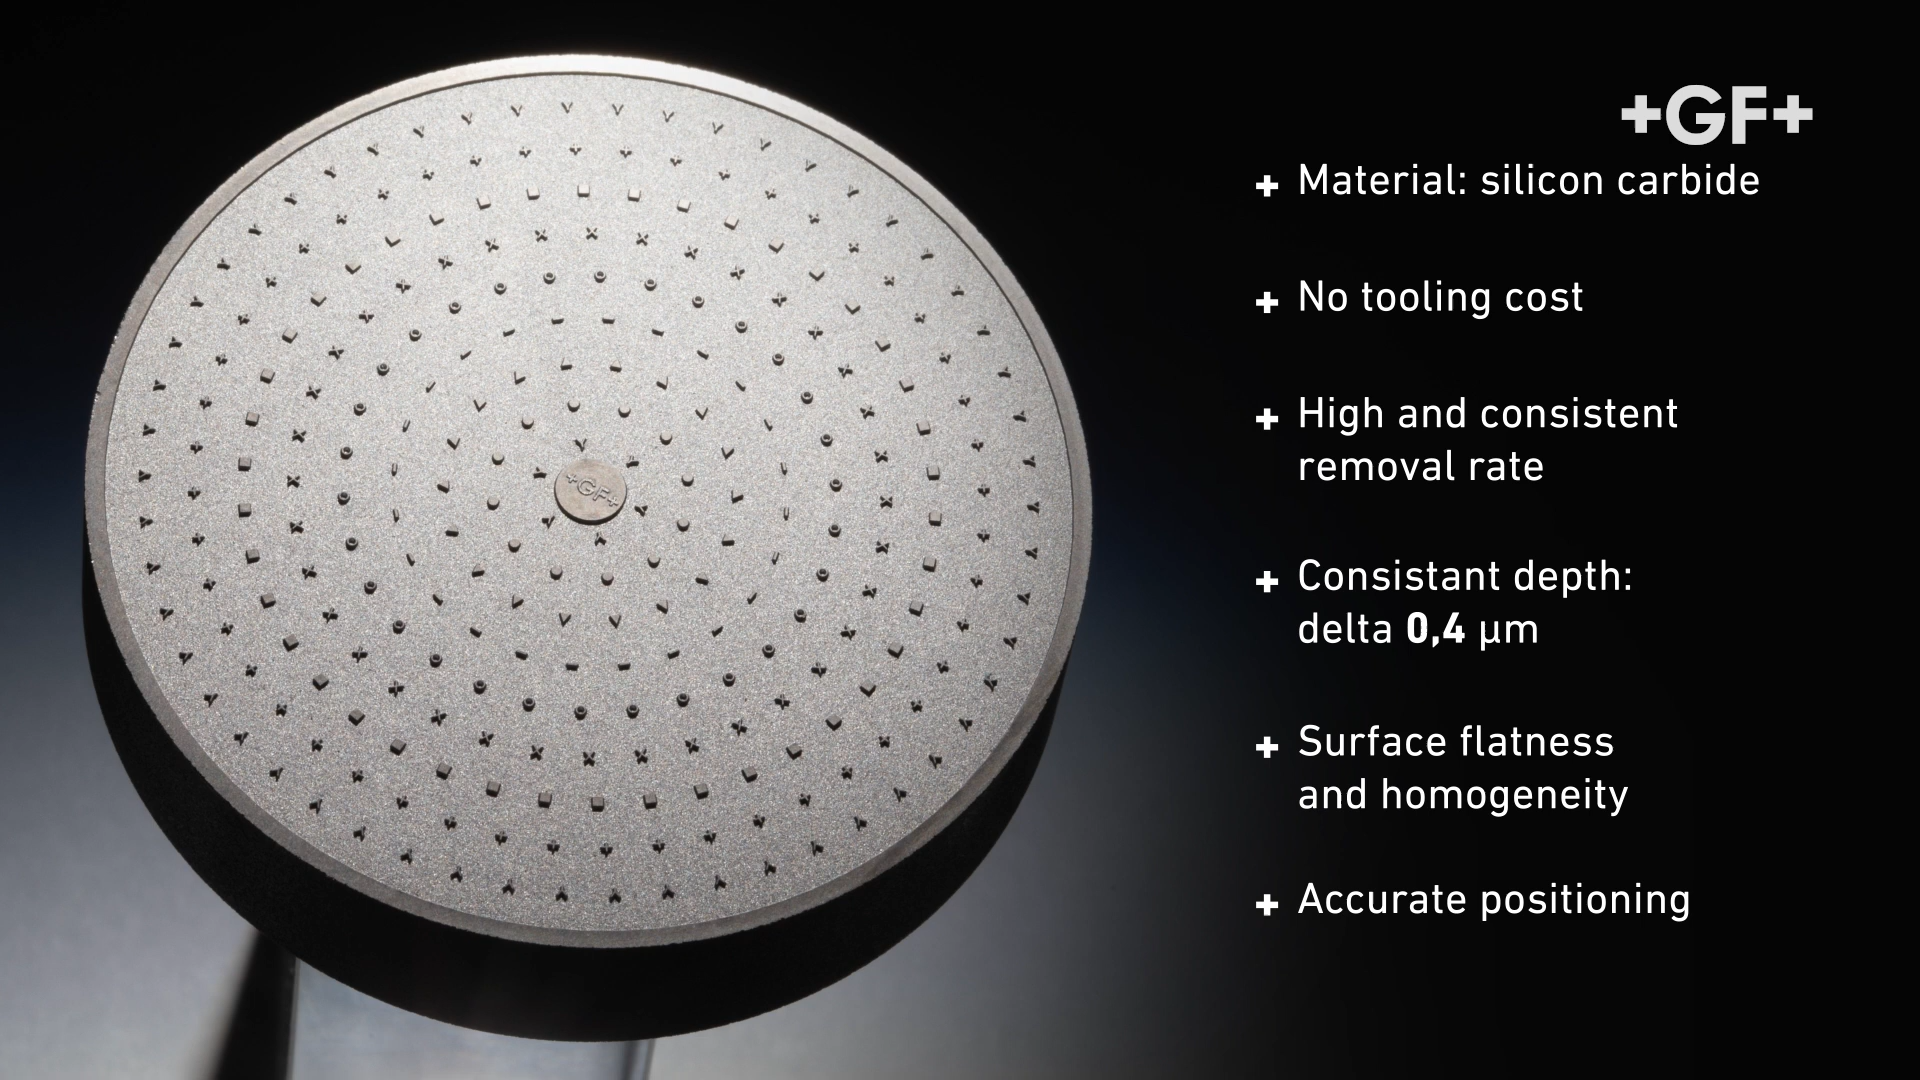 +GF+
Material: silicon carbide
No tooling cost
High and consistent
removal rate
Consistant depth:
delta 0,4 µm
Surface flatness
and homogeneity
Accurate positioning
+GF+